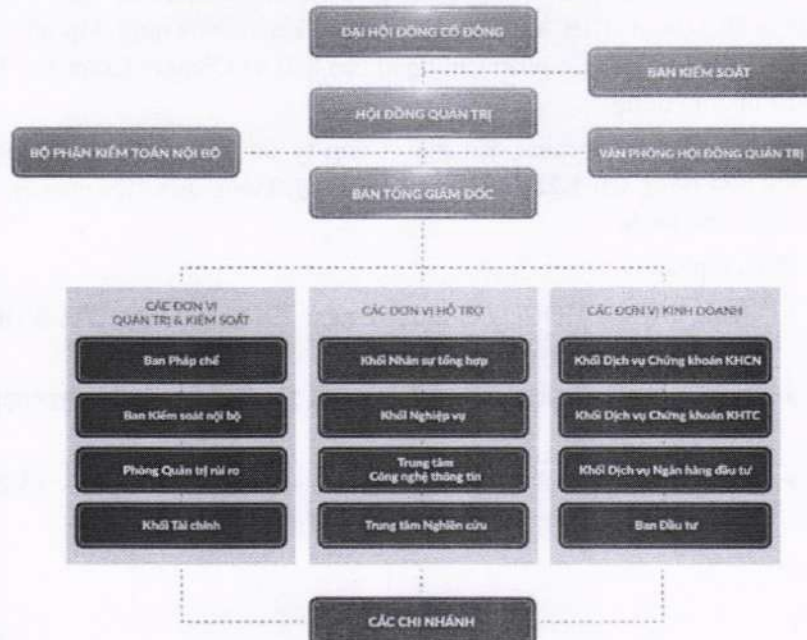 ĐẠI HỘI ĐỒNG CỔ ĐÔNG
BAN KIỂM SOÁT
HỘI ĐỒNG QUẢN TRỊ
BỘ PHẬN KIỂM TOÁN NỘI BỘ
VĂN PHÒNG HỘI ĐỒNG QUẢN TRỊ
BAN TỔNG GIÁM ĐỐC
CÁC ĐƠN VỊ
QUẢN TRỊ & KIỂM SOÁT
Ban Pháp chế
Ban Kiểm soát nội bộ
Phòng Quản trị rủi ro
Khối Tài chính
CÁC ĐƠN VỊ HỖ TRỢ
Khối Nhân sự tổng hợp
Khối Nghiệp vụ
Trung tâm
Công nghệ thông tin
Trung tâm Nghiên cứu
CÁC ĐƠN VỊ KINH DOANH
Khối Dịch vụ Chứng khoán KHCN
Khối Dịch vụ Chứng khoán KHTC
Khối Dịch vụ Ngân hàng đầu tư
Ban Đầu tư
CÁC CHI NHÁNH